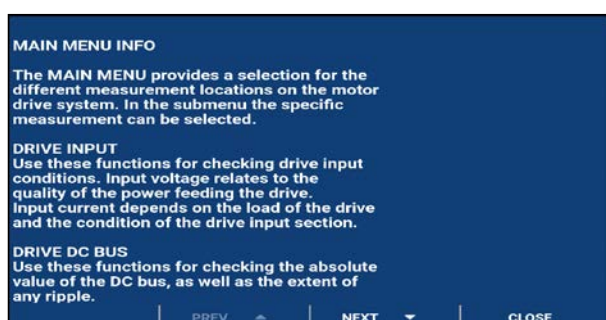 MAIN MENU INFO
The MAIN MENU provides a selection for the
different measurement locations on the motor
drive system. In the submenu the specific
measurement can be selected.
DRIVE INPUT
Use these functions for checking drive input
conditions. Input voltage relates to the
quality of the power feeding the drive.
Input current depends on the load of the drive
and the condition of the drive input section.
DRIVE DC BUS
Use these functions for checking the absolute
value of the DC bus, as well as the extent of
any ripple.
PREV NEXT CLOSE